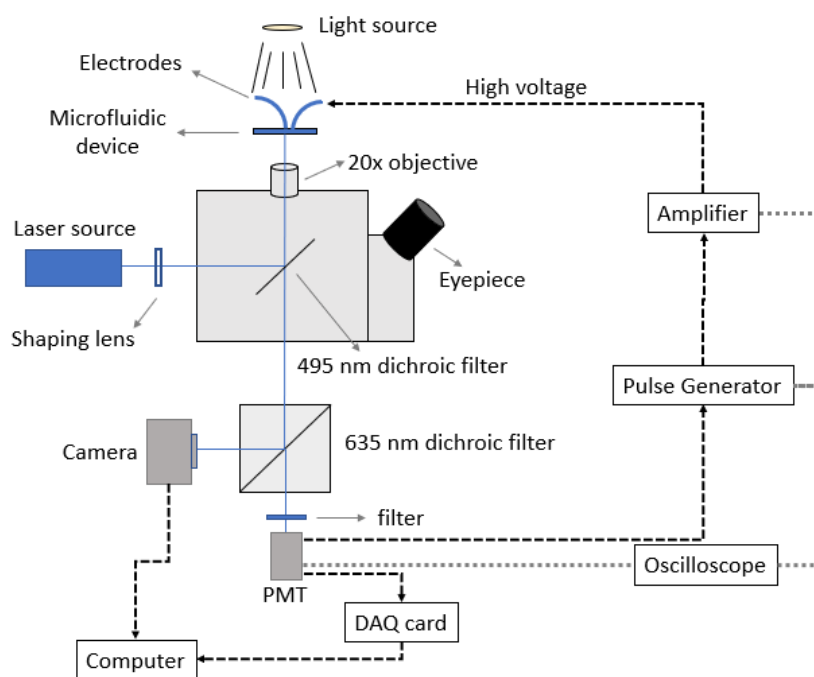 Light source
Electrodes
High voltage
Microfluidic
device
20x objective
Amplifier
Laser source
Eyepiece
Shaping lens
495 nm dichroic filter
Pulse Generator
635 nm dichroic filter
Camera
filter
Oscilloscope
PMT
DAQ card
Computer